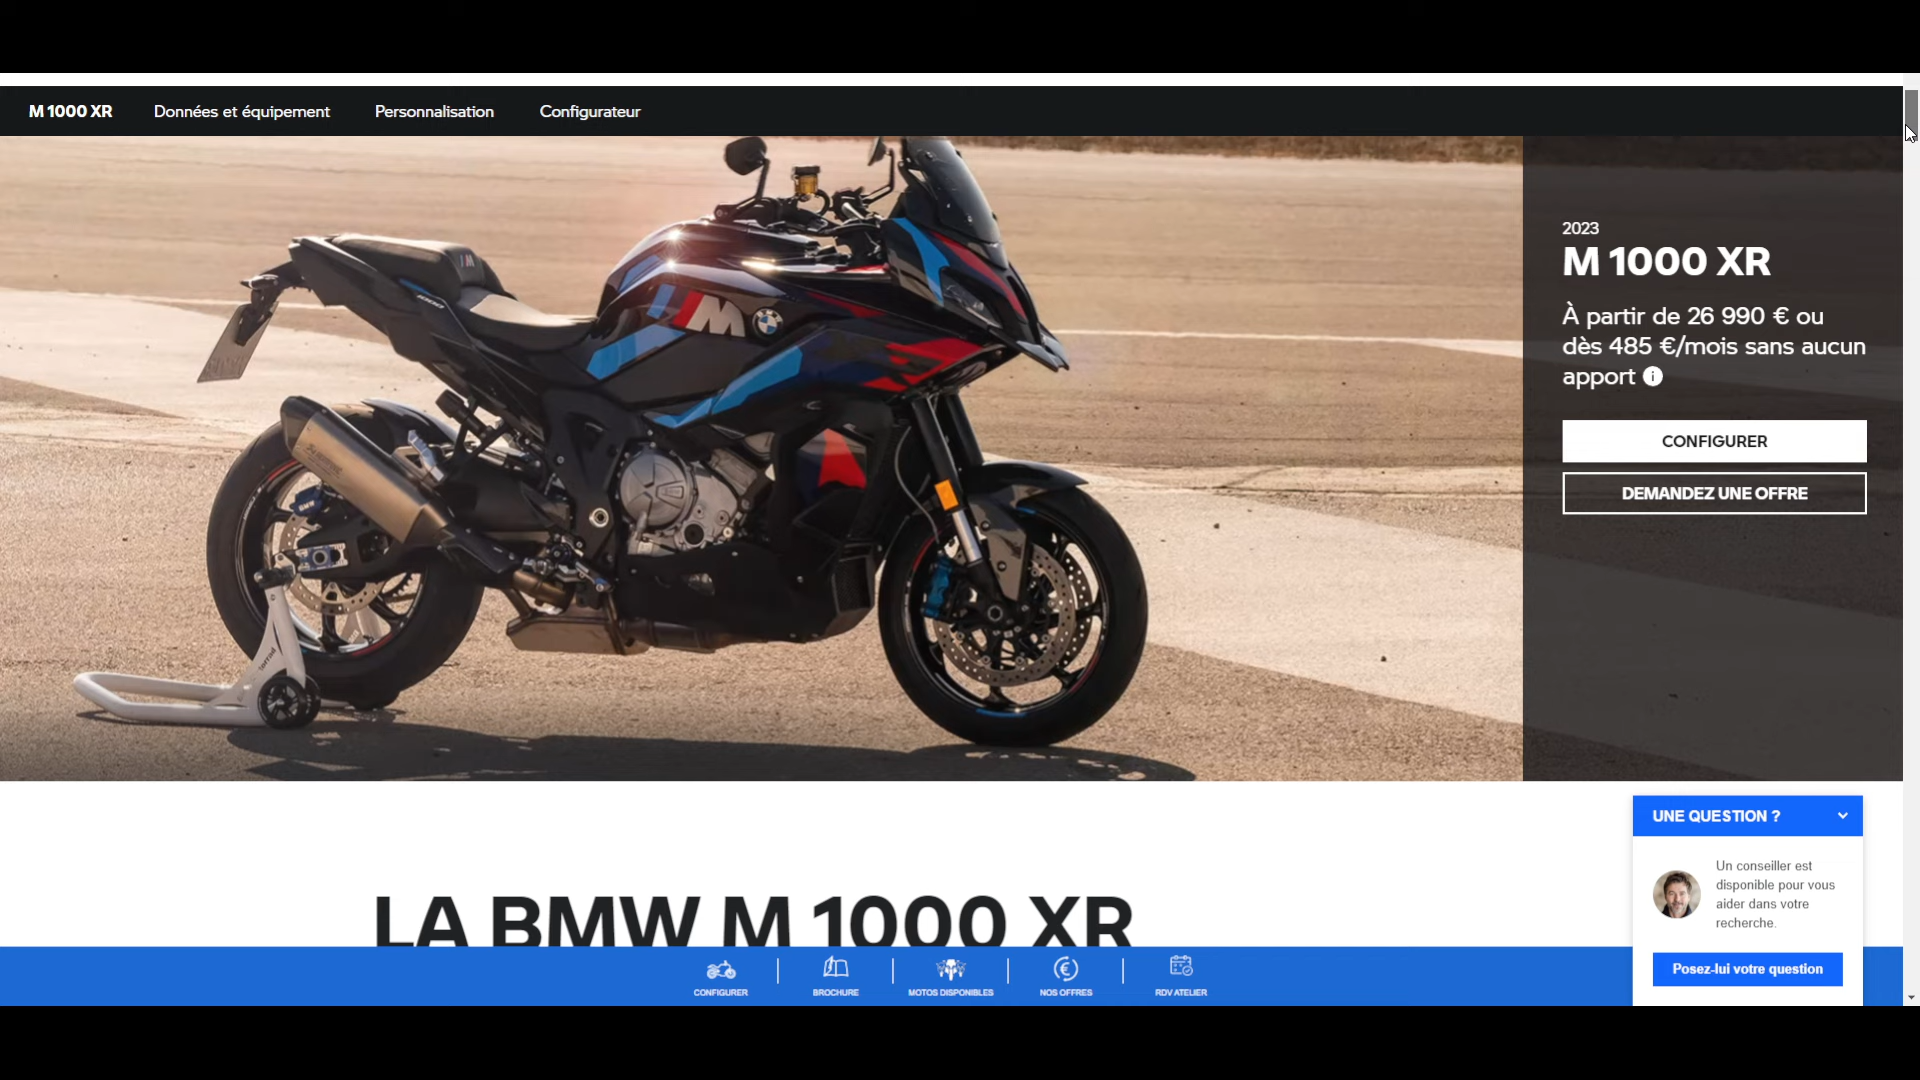 M 1000 XR Données et équipement Personnalisation Configurateur
2023
M 1000 XR
À partir de 26 990 € ou
dès 485 €/mois sans aucun
apport i
CONFIGURER
DEMANDEZ UNE OFFRE
M
1000
M
BMW
LA BMW M 1000 XR
UNE QUESTION ?
Un conseiller est
disponible pour vous
aider dans votre
recherche.
Posez-lui votre question
CONFIGURER BROCHURE MOTOS DISPONIBLES NOS OFFRES RDV ATELIER